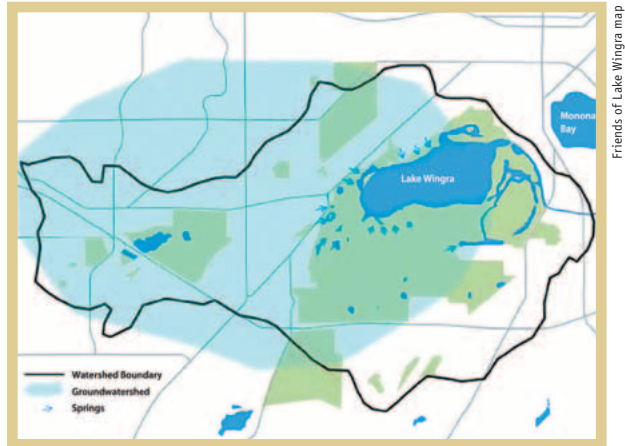 Friends of Lake Wingra map
Monona
Bay
Lake Wingra
Watershed Boundary
Groundwatershed
Springs